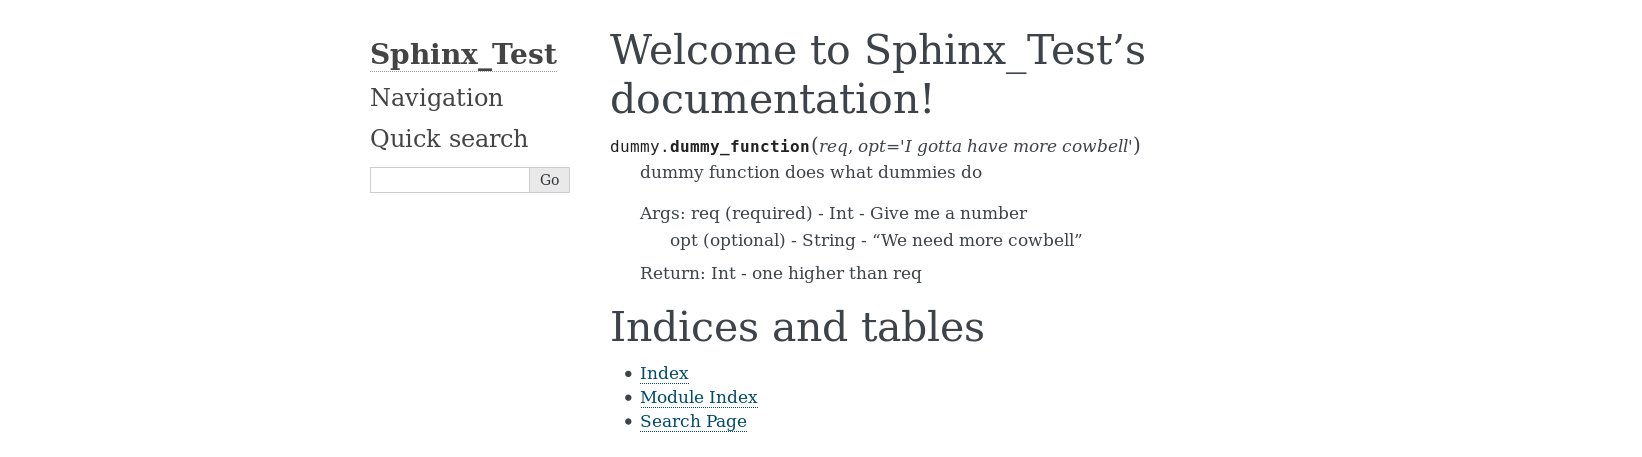 Sphinx_Test
Navigation
Quick search
Go
Welcome to Sphinx_Test’s
documentation!
dummy.dummy_function(req, opt='I gotta have more cowbell')
dummy function does what dummies do
Args: req (required) - Int - Give me a number
opt (optional) - String - “We need more cowbell”
Return: Int - one higher than req
Indices and tables
• Index
• Module Index
• Search Page